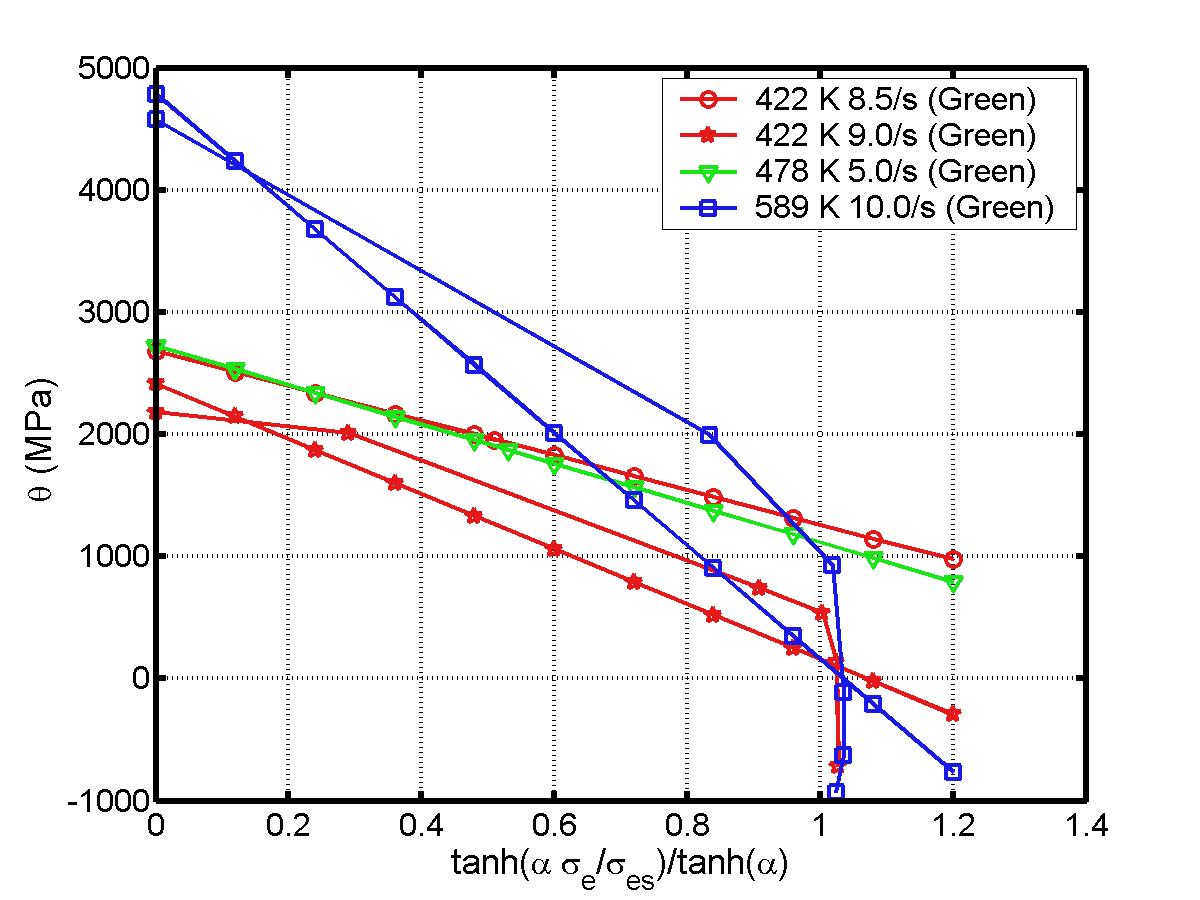 5000
4000
3000
2000
1000
0
-1000
θ (MPa)
422 K 8.5/s (Green)
422 K 9.0/s (Green)
478 K 5.0/s (Green)
589 K 10.0/s (Green)
0 0.2 0.4 0.6 0.8 1 1.2 1.4
tanh(α σe/σes)/tanh(α)